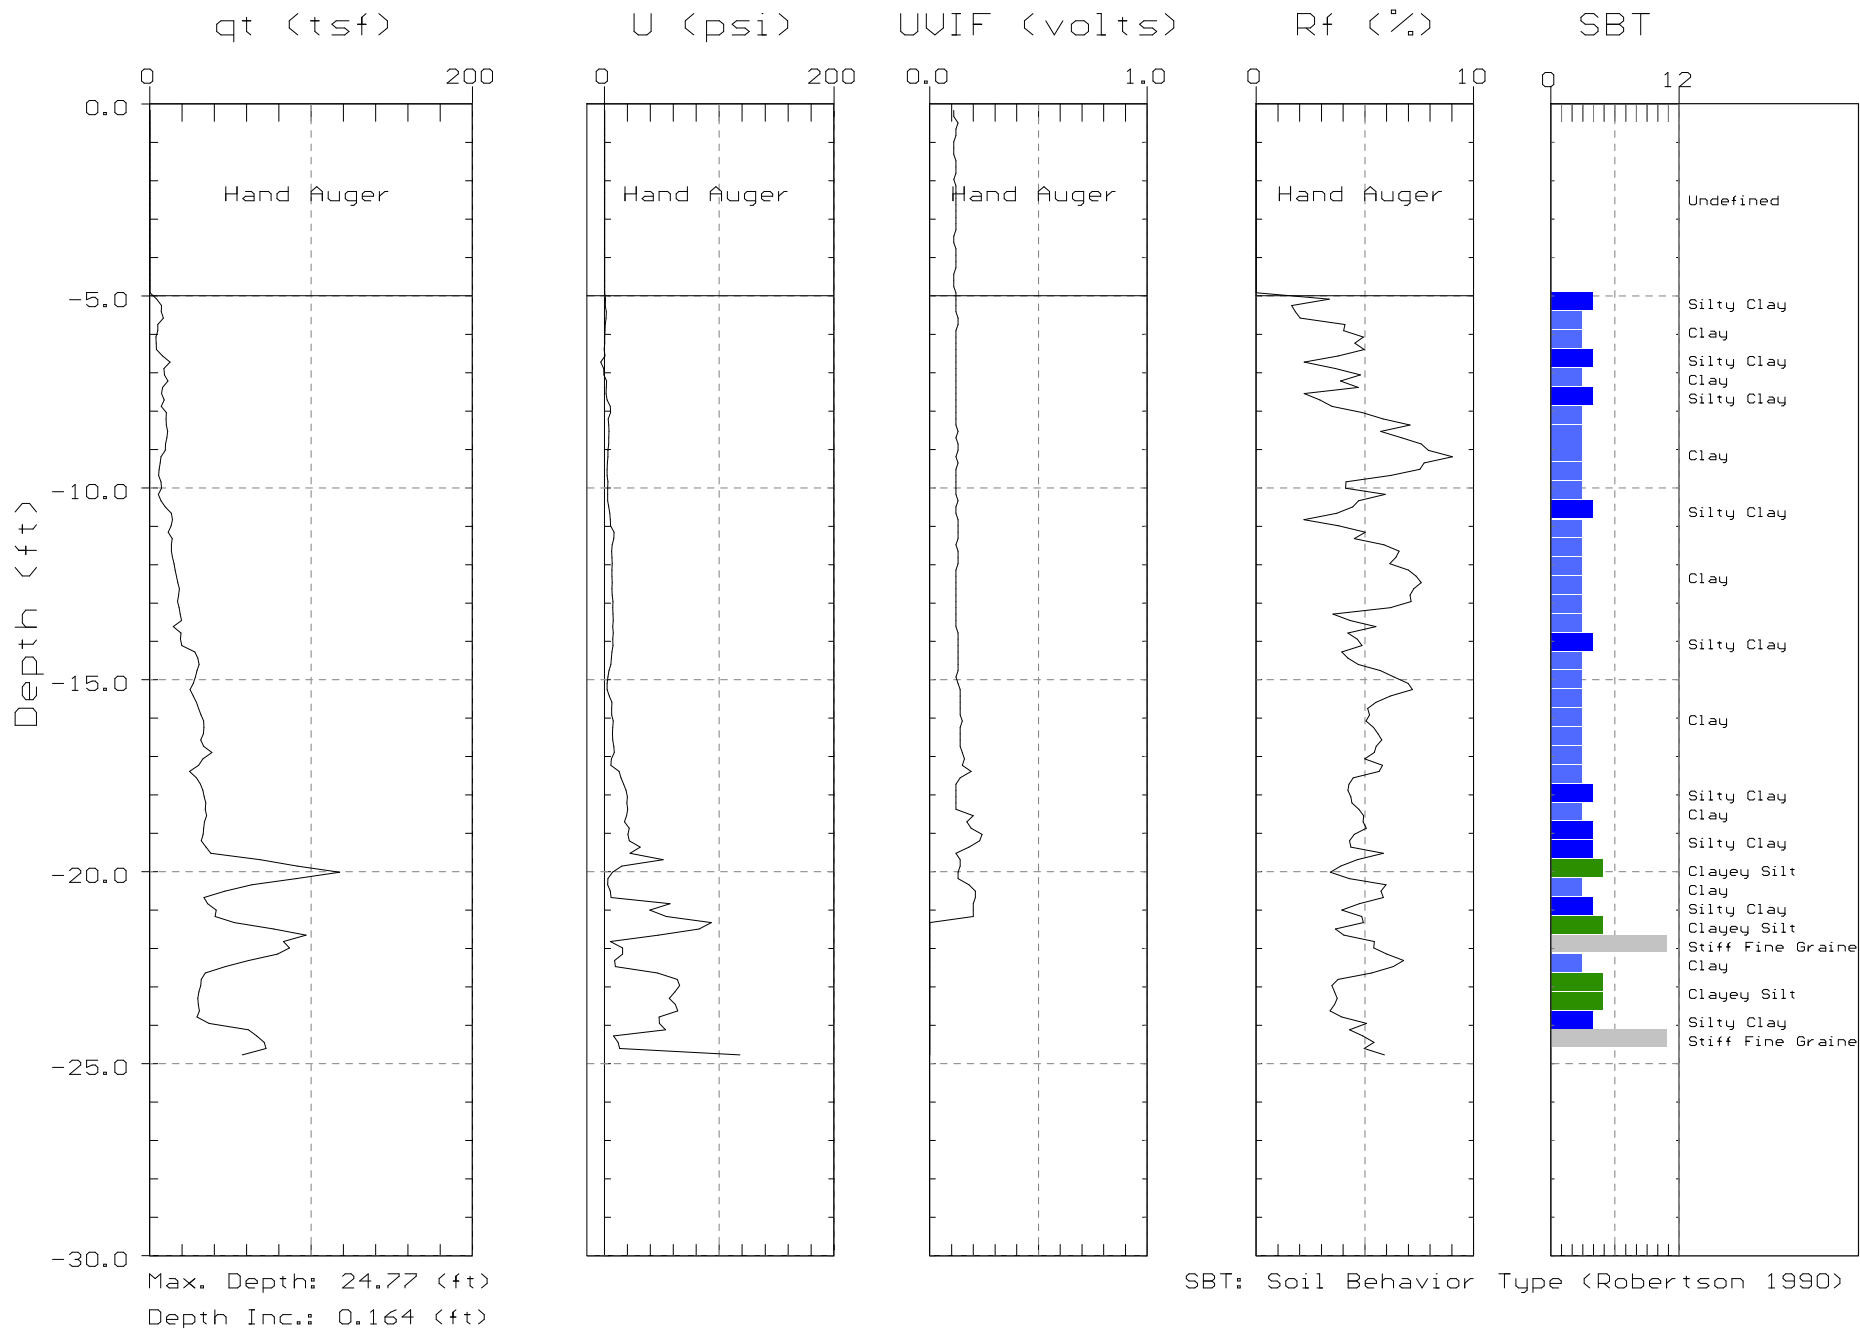 qt (tsf) U (psi) UVIF (volts) Rf (%) SBT
0 200 0 200 0.0 1.0 0 10 0 12
0.0
Hand Auger Hand Auger Hand Auger Hand Auger Undefined
-5.0
Silty Clay
Clay
Silty Clay
Clay
Silty Clay
Clay
-10.0
Silty Clay
Clay
Silty Clay
Depth (ft)
-15.0
Clay
Silty Clay
Clay
Silty Clay
-20.0 Clayey Silt
Clay
Silty Clay
Clayey Silt
Stiff Fine Graine
Clay
Clayey Silt
Silty Clay
Stiff Fine Graine
-25.0
-30.0
Max. Depth: 24.77 (ft) SBT: Soil Behavior Type (Robertson 1990)
Depth Inc.: 0.164 (ft)